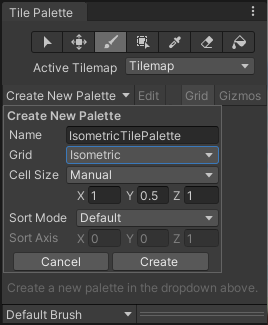 Tile Palette
Active Tilemap Tilemap
Create New Palette Edit Grid Gizmos
Create New Palette
Name IsometricTilePalette
Grid Isometric
Cell Size Manual
X 1 Y 0.5 Z 1
Sort Mode Default
Sort Axis X 0 Y 0 Z 1
Cancel Create
Create a new palette in the dropdown above.
Default Brush